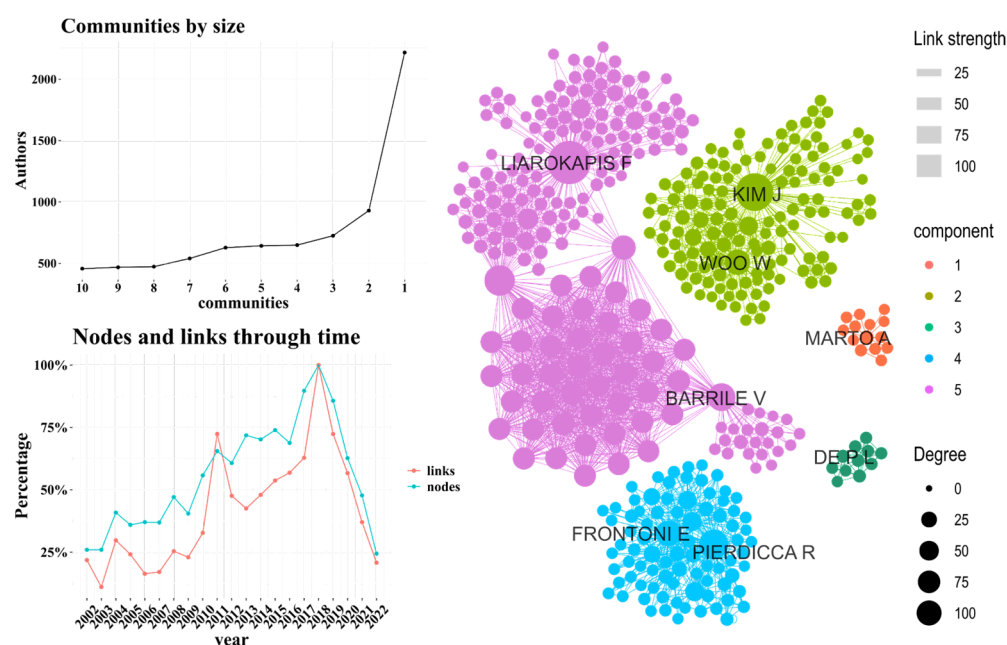 Communities by size
Authors
2000
1500
1000
500
10 9 8 7 6 5 4 3 2 1
communities
Nodes and links through time
Percentage
100%
75%
50%
25%
2002 2003 2004 2005 2006 2007 2008 2009 2010 2011 2012 2013 2014 2015 2016 2017 2018 2019 2020 2021 2022
year
links
nodes
LIAROKAPIS F
KIM J
WOO W
MARTO A
BARRILE V
DE P L
FRONTONI E
PIERDICCA R
Link strength
25
50
75
100
component
1
2
3
4
5
Degree
0
25
50
75
100